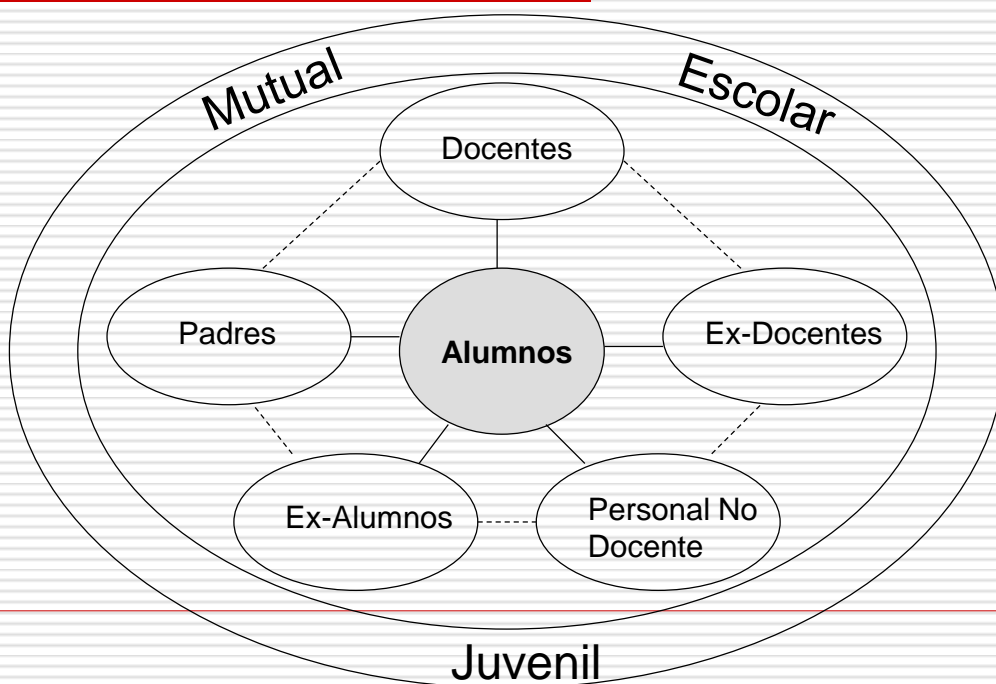 Mutual
Escolar
Docentes
Padres
Alumnos
Ex-Docentes
Ex-Alumnos
Personal No
Docente
Juvenil